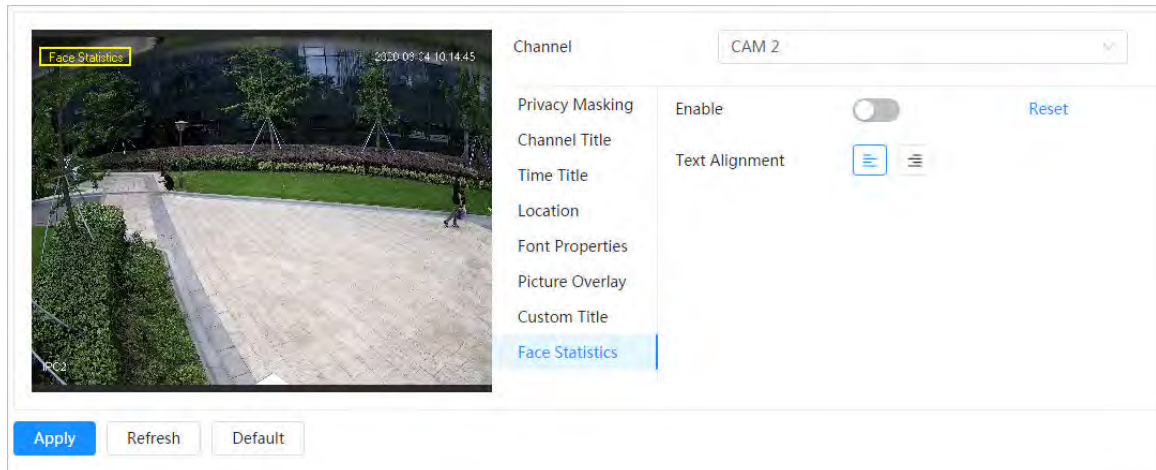 Face Statistics
2020-09-04 10:14:45
IPC2
Channel
CAM 2
Privacy Masking
Channel Title
Time Title
Location
Font Properties
Picture Overlay
Custom Title
Face Statistics
Enable
Reset
Text Alignment
Apply
Refresh
Default